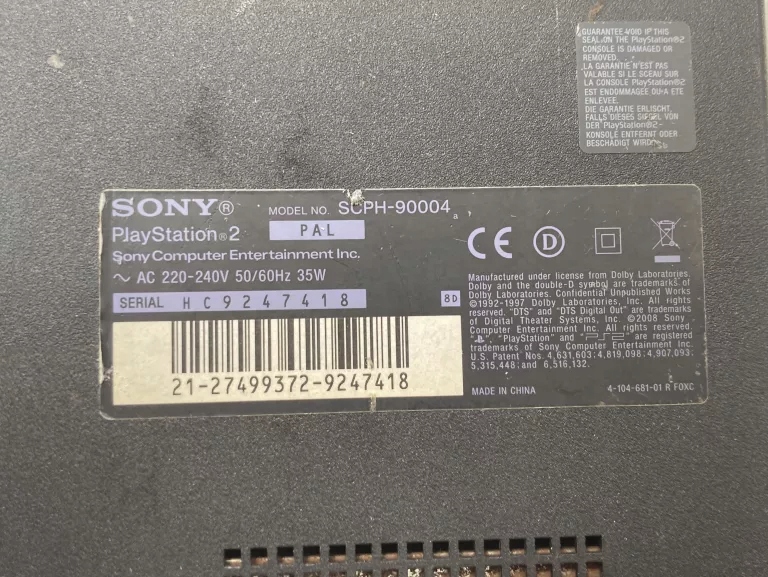 GUARANTEE VOID IF THIS
SEAL ON THE PlayStation®2
CONSOLE IS DAMAGED OR
REMOVED.
LA GARANTIE N'EST PAS
VALABLE SI LE SCEAU SUR
LA CONSOLE PlayStation®2
EST ENDOMMAGEE OU A ETE
ENLEVEE.
DIE GARANTIE ERLISCHT,
FALLS DIESES SIEGEL VON
DER PlayStation®2-
KONSOLE ENTFERNT ODER
BESCHÄDIGT WIRD.
SONY® MODEL NO. SCPH-90004 a
PlayStation®2 PAL
Sony Computer Entertainment Inc.
~ AC 220-240V 50/60Hz 35W
SERIAL HC9247418 8D
21-27499372-9247418
CE D
Manufactured under license from Dolby Laboratories.
Dolby and the double-D symbol are trademarks of
Dolby Laboratories. Confidential Unpublished Works
©1992-1997 Dolby Laboratories, Inc. All rights
reserved. "DTS" and "DTS Digital Out" are trademarks
of Digital Theater Systems, Inc. ©2008 Sony
Computer Entertainment Inc. All rights reserved.
" ", "PlayStation" and "PS2" are registered
trademarks of Sony Computer Entertainment Inc.
U.S. Patent Nos. 4,631,603; 4,819,098; 4,907,093;
5,315,448; and 6,516,132.
MADE IN CHINA 4-104-681-01 R FOXC